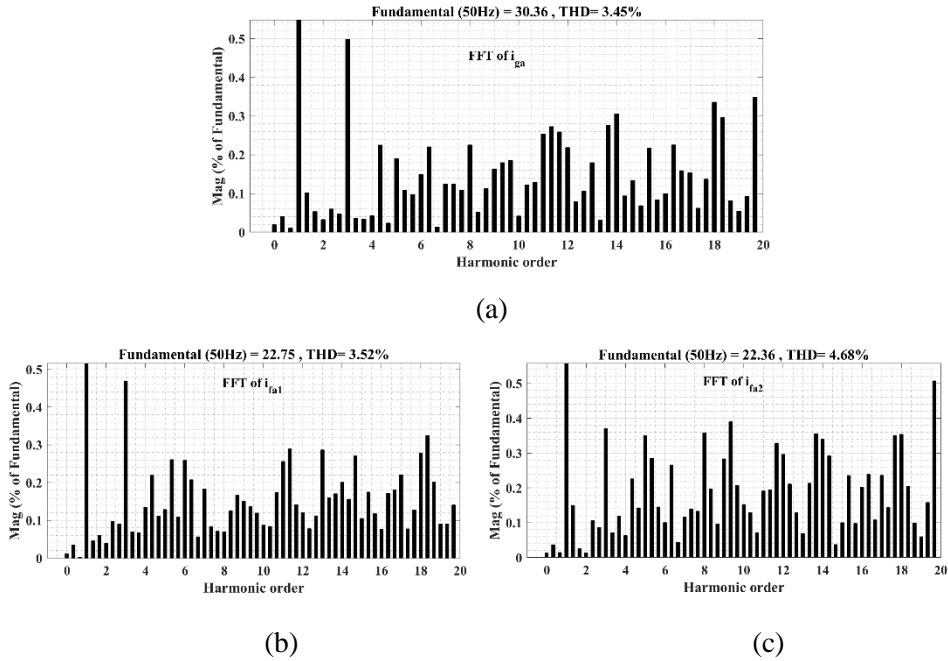 Fundamental (50Hz) = 30.36 , THD= 3.45%
FFT of i_ga
Mag (% of Fundamental)
0.5
0.4
0.3
0.2
0.1
0
0 2 4 6 8 10 12 14 16 18 20
Harmonic order
(a)
Fundamental (50Hz) = 22.75 , THD= 3.52%
FFT of i_fa1
Mag (% of Fundamental)
0.5
0.4
0.3
0.2
0.1
0
0 2 4 6 8 10 12 14 16 18 20
Harmonic order
(b)
Fundamental (50Hz) = 22.36 , THD= 4.68%
FFT of i_fa2
Mag (% of Fundamental)
0.5
0.4
0.3
0.2
0.1
0
0 2 4 6 8 10 12 14 16 18 20
Harmonic order
(c)